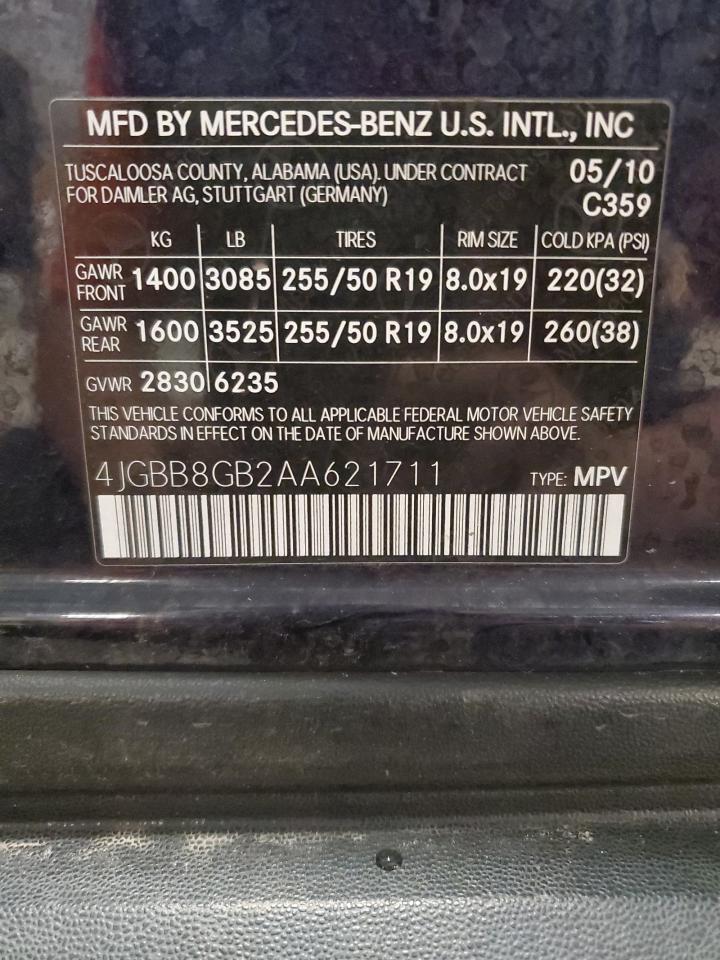 MFD BY MERCEDES-BENZ U.S. INTL., INC
TUSCALOOSA COUNTY, ALABAMA (USA). UNDER CONTRACT 05/10
FOR DAIMLER AG, STUTTGART (GERMANY) C359
KG LB TIRES RIM SIZE COLD KPA (PSI)
GAWR FRONT 1400 3085 255/50 R19 8.0x19 220(32)
GAWR REAR 1600 3525 255/50 R19 8.0x19 260(38)
GVWR 2830 6235
THIS VEHICLE CONFORMS TO ALL APPLICABLE FEDERAL MOTOR VEHICLE SAFETY
STANDARDS IN EFFECT ON THE DATE OF MANUFACTURE SHOWN ABOVE.
4JGBB8GB2AA621711 TYPE: MPV